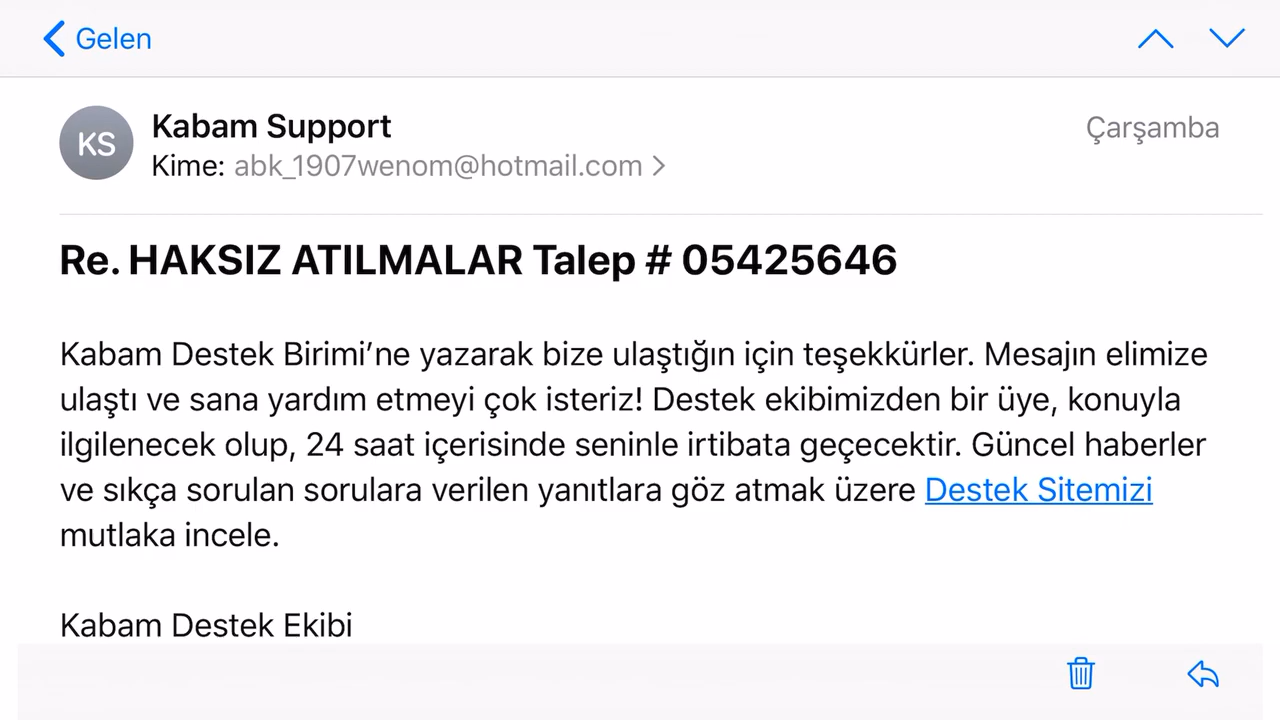 Gelen
KS
Kabam Support
Çarşamba
Kime: abk_1907wenom@hotmail.com
Re. HAKSIZ ATILMALAR Talep # 05425646
Kabam Destek Birimi’ne yazarak bize ulaştığın için teşekkürler. Mesajın elimize
ulaştı ve sana yardım etmeyi çok isteriz! Destek ekibimizden bir üye, konuyla
ilgilenecek olup, 24 saat içerisinde seninle irtibata geçecektir. Güncel haberler
ve sıkça sorulan sorulara verilen yanıtlara göz atmak üzere Destek Sitemizi
mutlaka incele.
Kabam Destek Ekibi